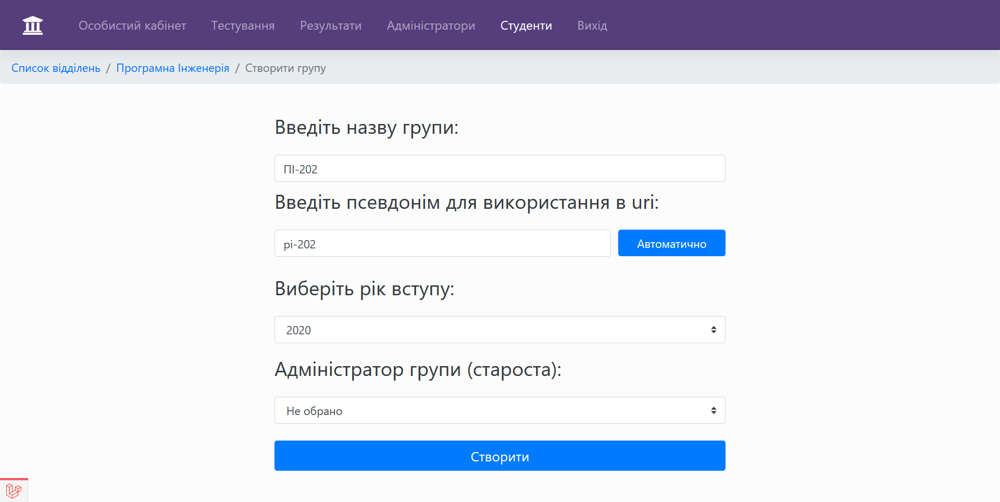 Особистий кабінет Тестування Результати Адміністратори Студенти Вихід
Список відділень / Програмна Інженерія / Створити групу
Введіть назву групи:
ПІ-202
Введіть псевдонім для використання в uri:
pi-202 Автоматично
Виберіть рік вступу:
2020
Адміністратор групи (староста):
Не обрано
Створити